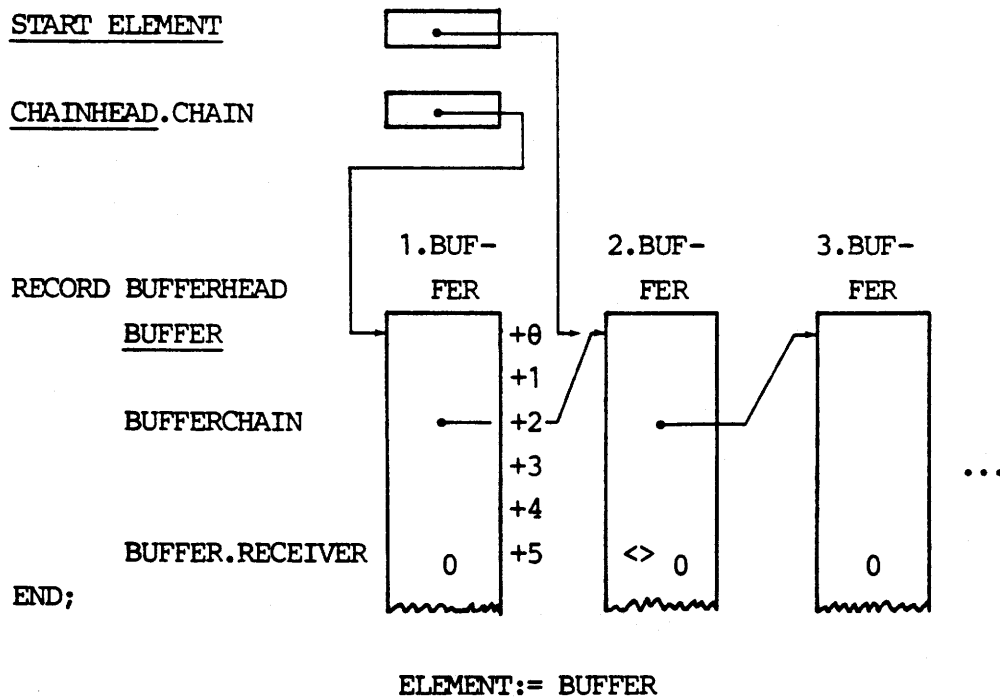 START ELEMENT
CHAINHEAD.CHAIN
1.BUF- 2.BUF- 3.BUF-
RECORD BUFFERHEAD FER FER FER
BUFFER +0
+1
BUFFERCHAIN +2
+3
...
+4
BUFFER.RECEIVER 0 +5 <> 0 0
END;
ELEMENT:= BUFFER